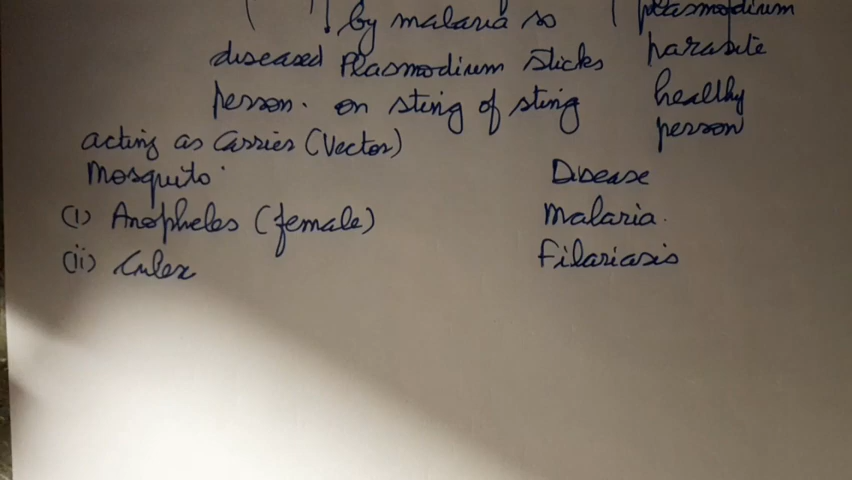 by malaria so plasmodium
diseased Plasmodium sticks parasite
person. on sting of sting healthy
person
acting as Carrier (Vector)
Mosquito Disease
(i) Anopheles (female) Malaria.
(ii) Culex Filariasis